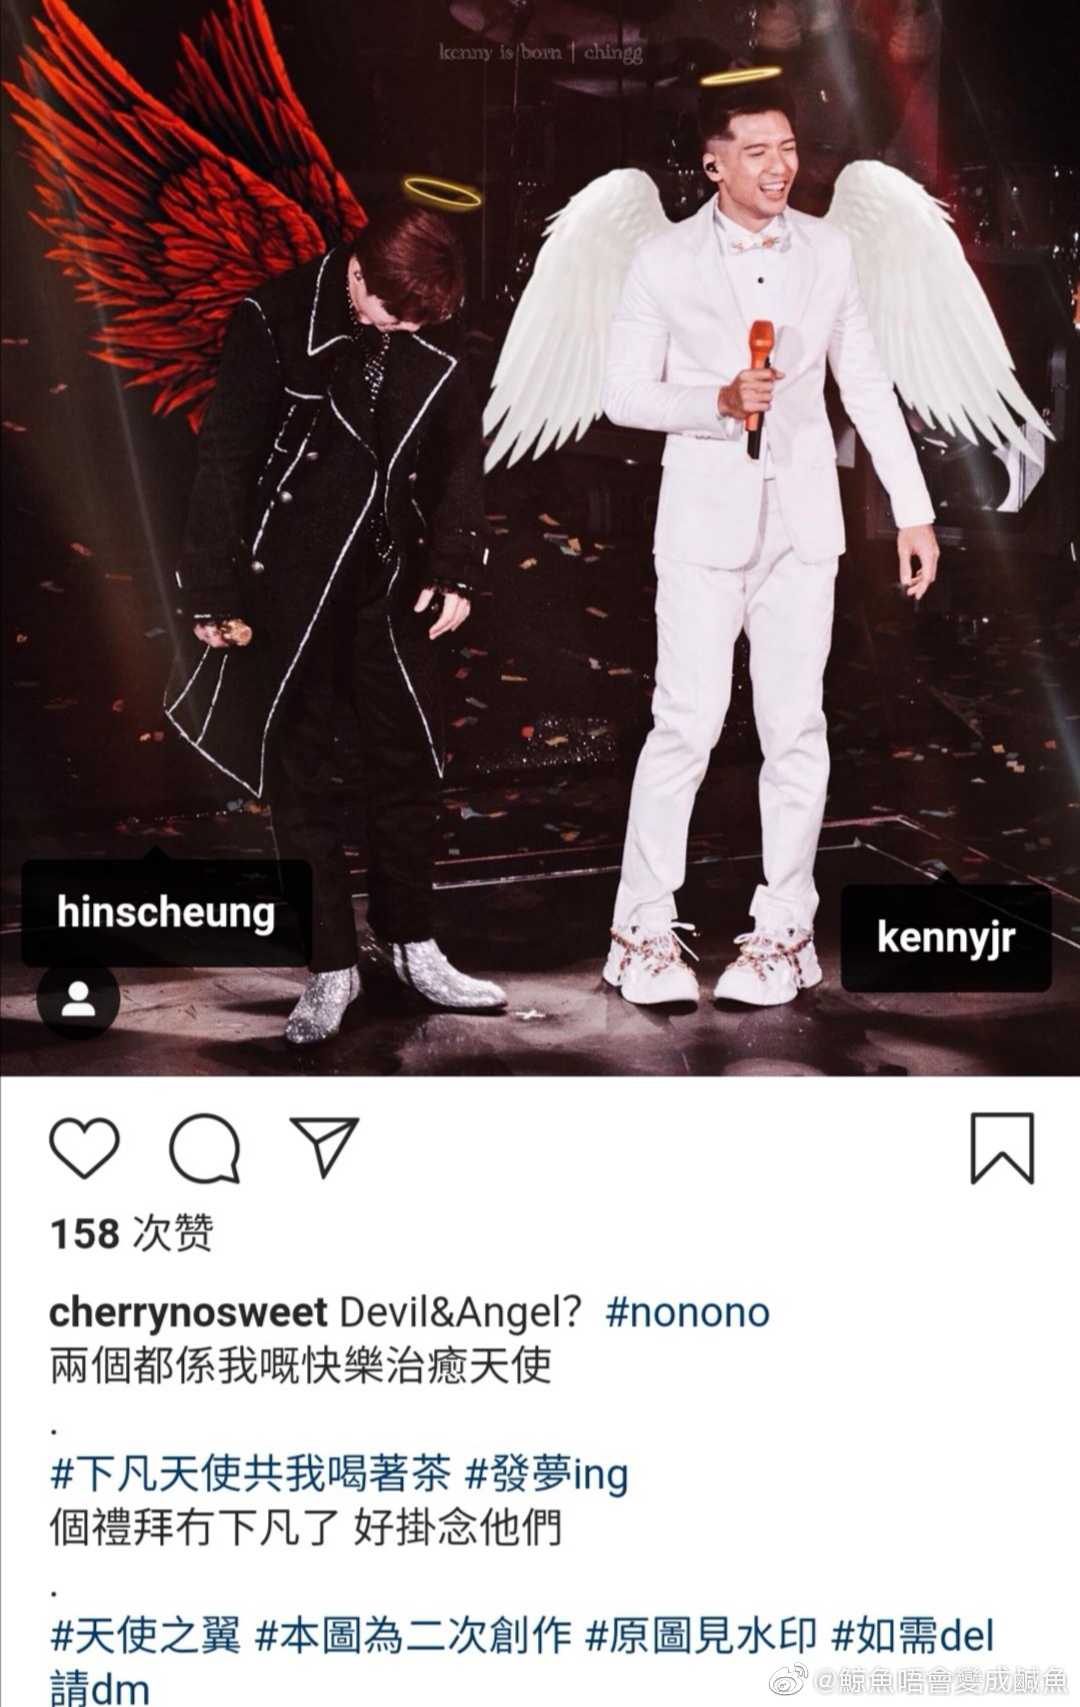 kenny is born | chingg
hinscheung
kennyjr
158 次赞
cherrynosweet Devil&Angel? #nonono
兩個都係我嘅快樂治癒天使
.
#下凡天使共我喝著茶 #發夢ing
個禮拜冇下凡了 好掛念他們
.
#天使之翼 #本圖為二次創作 #原圖見水印 #如需del
請dm
@鯨魚唔會變成鹹魚